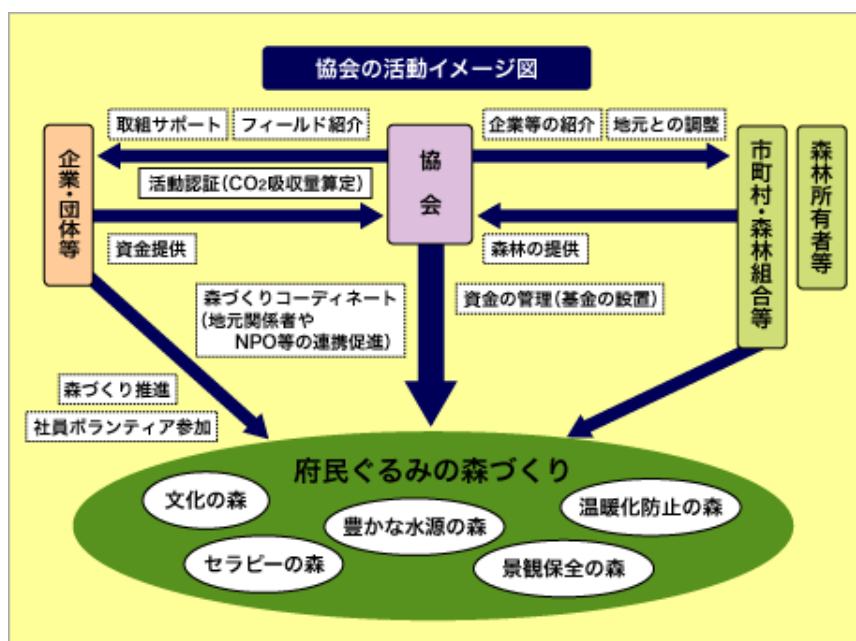 協会の活動イメージ図
取組サポート
フィールド紹介
企業等の紹介
地元との調整
企業・団体等
協会
市町村・森林組合等
森林所有者等
活動認証(CO₂吸収量算定)
資金提供
森林の提供
森づくりコーディネート
(地元関係者や
NPO等の連携促進)
資金の管理(基金の設置)
森づくり推進
社員ボランティア参加
府民ぐるみの森づくり
文化の森
豊かな水源の森
温暖化防止の森
セラピーの森
景観保全の森